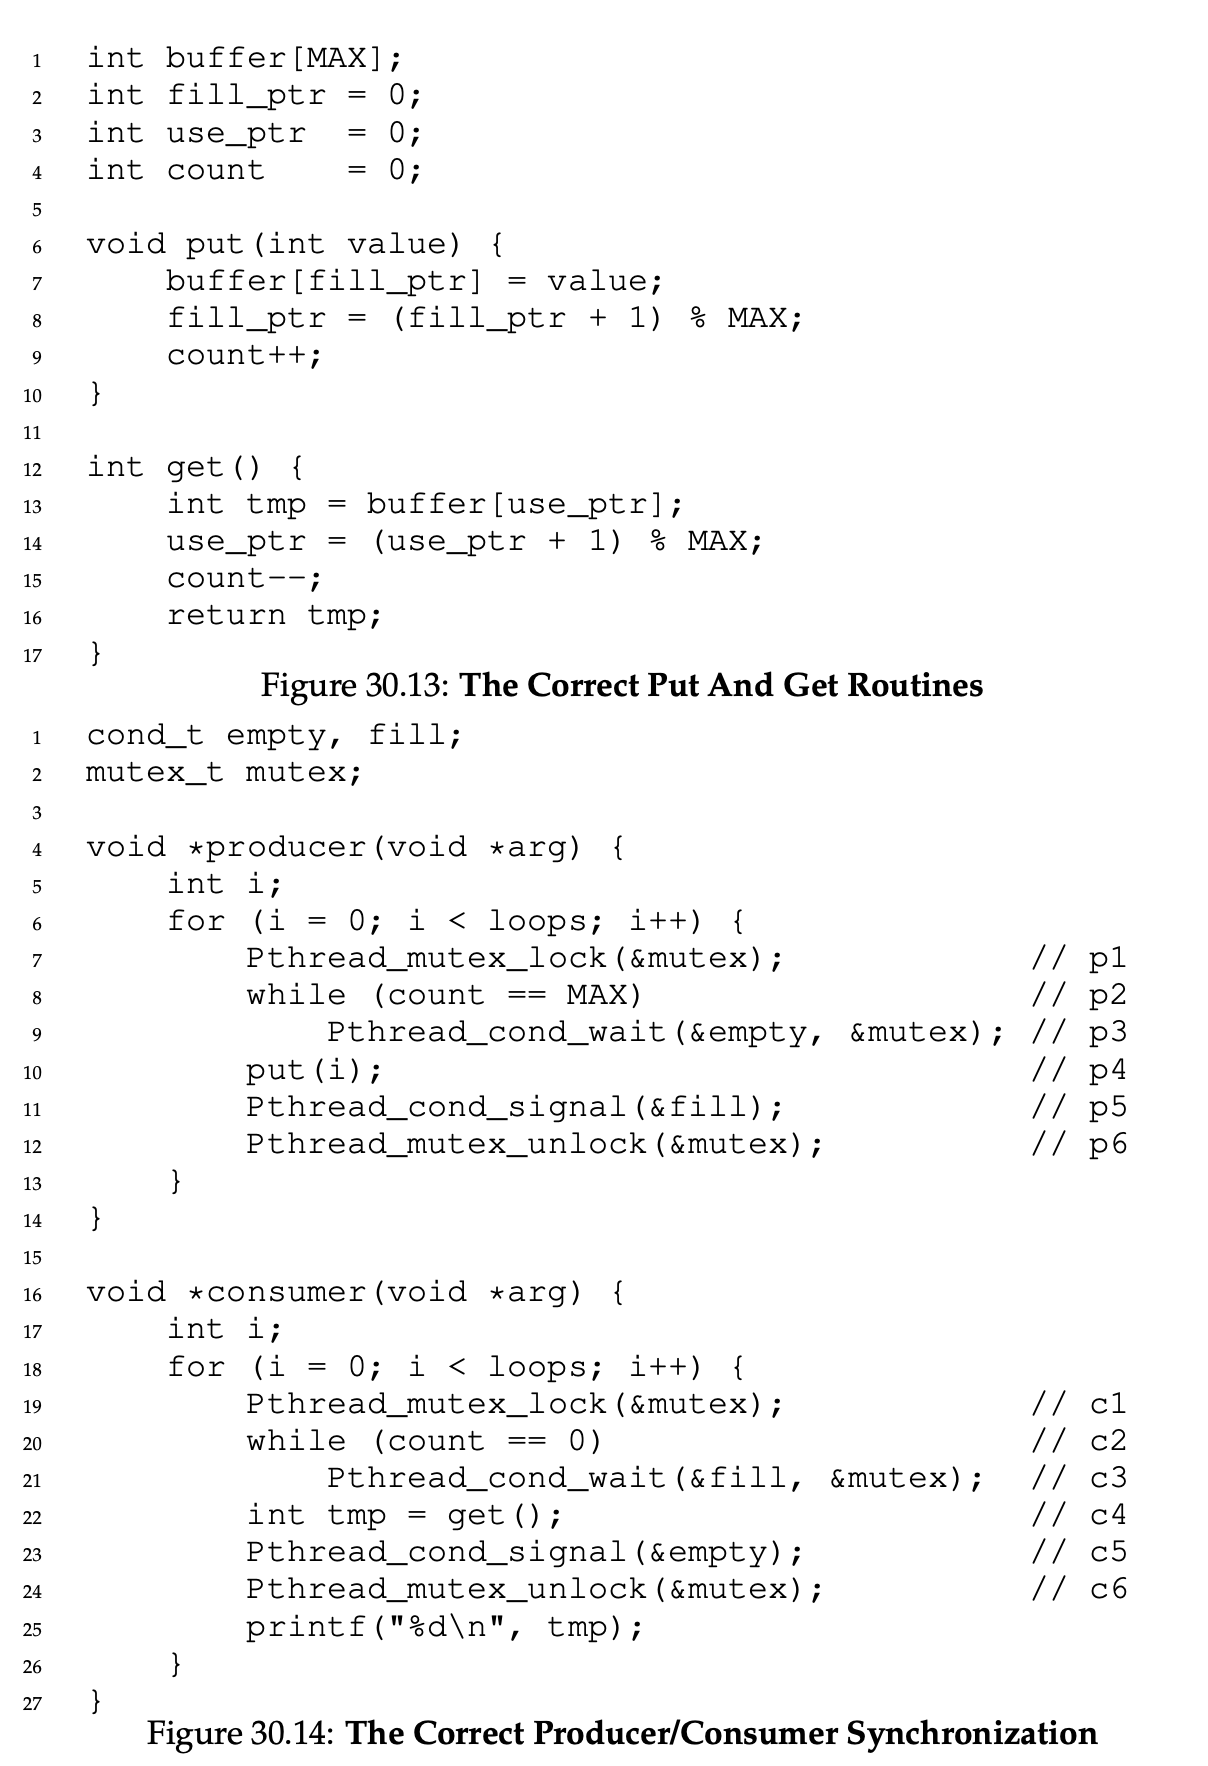 1 int buffer[MAX];
2 int fill_ptr = 0;
3 int use_ptr  = 0;
4 int count    = 0;
5
6 void put(int value) {
7     buffer[fill_ptr] = value;
8     fill_ptr = (fill_ptr + 1) % MAX;
9     count++;
10 }
11
12 int get() {
13     int tmp = buffer[use_ptr];
14     use_ptr = (use_ptr + 1) % MAX;
15     count--;
16     return tmp;
17 }
Figure 30.13: The Correct Put And Get Routines
1 cond_t empty, fill;
2 mutex_t mutex;
3
4 void *producer(void *arg) {
5     int i;
6     for (i = 0; i < loops; i++) {
7         Pthread_mutex_lock(&mutex);            // p1
8         while (count == MAX)                   // p2
9             Pthread_cond_wait(&empty, &mutex); // p3
10         put(i);                                // p4
11         Pthread_cond_signal(&fill);            // p5
12         Pthread_mutex_unlock(&mutex);          // p6
13     }
14 }
15
16 void *consumer(void *arg) {
17     int i;
18     for (i = 0; i < loops; i++) {
19         Pthread_mutex_lock(&mutex);            // c1
20         while (count == 0)                     // c2
21             Pthread_cond_wait(&fill, &mutex);  // c3
22         int tmp = get();                       // c4
23         Pthread_cond_signal(&empty);           // c5
24         Pthread_mutex_unlock(&mutex);          // c6
25         printf("%d\n", tmp);
26     }
27 }
Figure 30.14: The Correct Producer/Consumer Synchronization